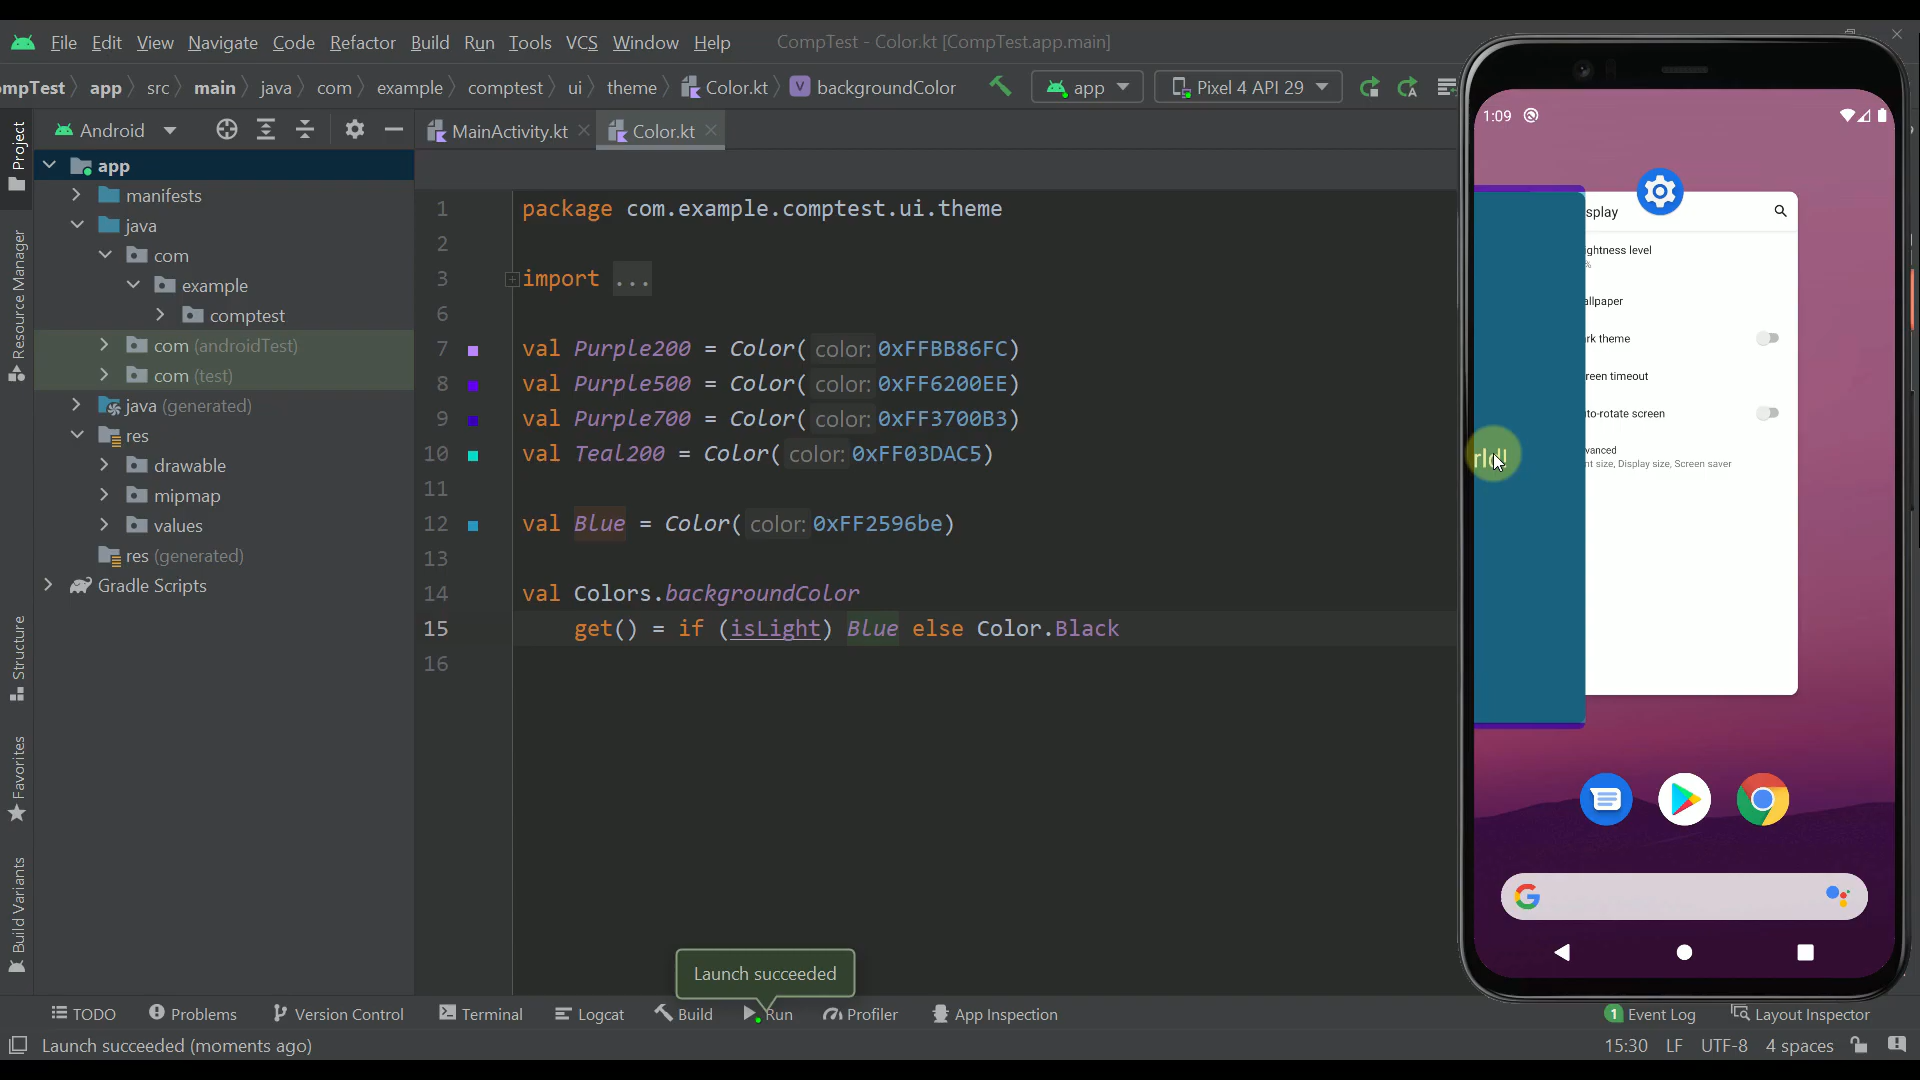 File Edit View Navigate Code Refactor Build Run Tools VCS Window Help CompTest - Color.kt [CompTest.app.main]
mpTest app src main java com example comptest ui theme Color.kt V backgroundColor app Pixel 4 API 29
Project
Resource Manager
Structure
Favorites
Build Variants
Android
app
manifests
java
com
example
comptest
com (androidTest)
com (test)
java (generated)
res
drawable
mipmap
values
res (generated)
Gradle Scripts
MainActivity.kt Color.kt
1 package com.example.comptest.ui.theme
2
3 import ...
6
7 val Purple200 = Color( color: 0xFFBB86FC)
8 val Purple500 = Color( color: 0xFF6200EE)
9 val Purple700 = Color( color: 0xFF3700B3)
10 val Teal200 = Color( color: 0xFF03DAC5)
11
12 val Blue = Color( color: 0xFF2596be)
13
14 val Colors.backgroundColor
15 get() = if (isLight) Blue else Color.Black
16
1:09
splay
ightness level
%
allpaper
rk theme
reen timeout
to-rotate screen
vanced
nt size, Display size, Screen saver
rld!
Launch succeeded
TODO Problems Version Control Terminal Logcat Build Run Profiler App Inspection 1 Event Log Layout Inspector
Launch succeeded (moments ago) 15:30 LF UTF-8 4 spaces